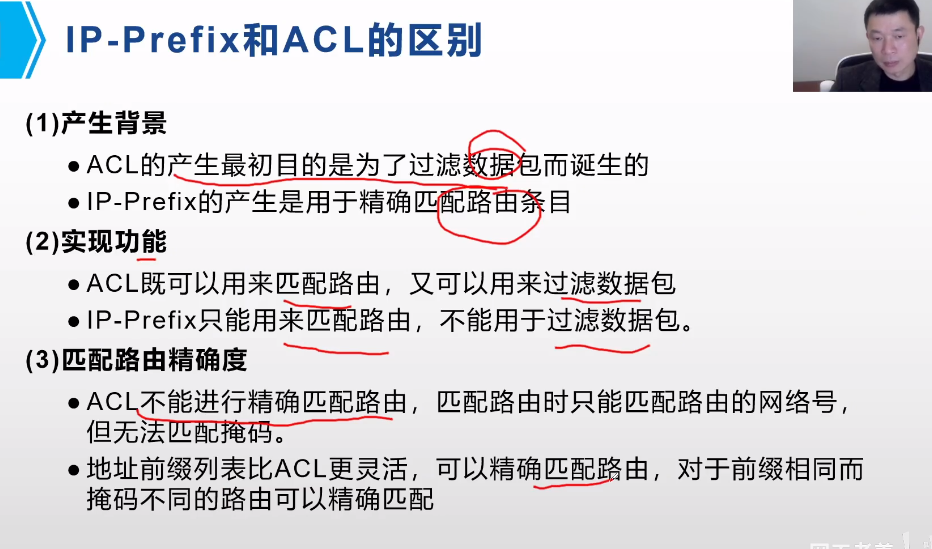 IP-Prefix和ACL的区别
(1)产生背景
●ACL的产生最初目的是为了过滤数据包而诞生的
●IP-Prefix的产生是用于精确匹配路由条目
(2)实现功能
●ACL既可以用来匹配路由，又可以用来过滤数据包
●IP-Prefix只能用来匹配路由，不能用于过滤数据包。
(3)匹配路由精确度
●ACL不能进行精确匹配路由，匹配路由时只能匹配路由的网络号，
但无法匹配掩码。
●地址前缀列表比ACL更灵活，可以精确匹配路由，对于前缀相同而
掩码不同的路由可以精确匹配